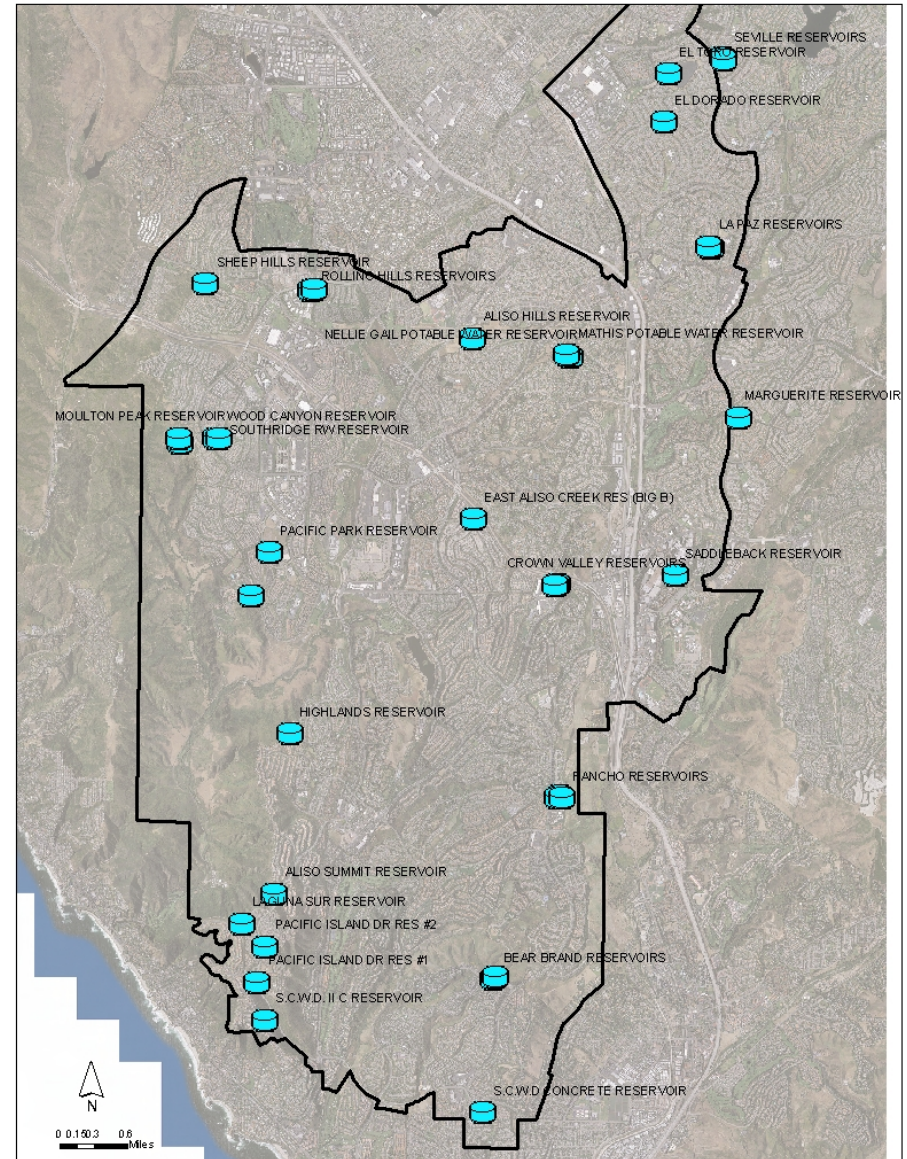 SEVILLE RESERVOIRS
EL TORO RESERVOIR
EL DORADO RESERVOIR
LA PAZ RESERVOIRS
SHEEP HILLS RESERVOIR
ROLLING HILLS RESERVOIRS
ALISO HILLS RESERVOIR
NELLIE GAIL POTABLE WATER RESERVOIR
MATHIS POTABLE WATER RESERVOIR
MARGUERITE RESERVOIR
MOULTON PEAK RESERVOIR
WOOD CANYON RESERVOIR
SOUTHRIDGE RW RESERVOIR
EAST ALISO CREEK RES (BIG B)
PACIFIC PARK RESERVOIR
SADDLEBACK RESERVOIR
CROWN VALLEY RESERVOIRS
HIGHLANDS RESERVOIR
RANCHO RESERVOIRS
ALISO SUMMIT RESERVOIR
LAGUNA SUR RESERVOIR
PACIFIC ISLAND DR RES #2
BEAR BRAND RESERVOIRS
PACIFIC ISLAND DR RES #1
S.C.W.D. II C RESERVOIR
S.C.W.D CONCRETE RESERVOIR
N
0 0.15 0.3 0.6
Miles